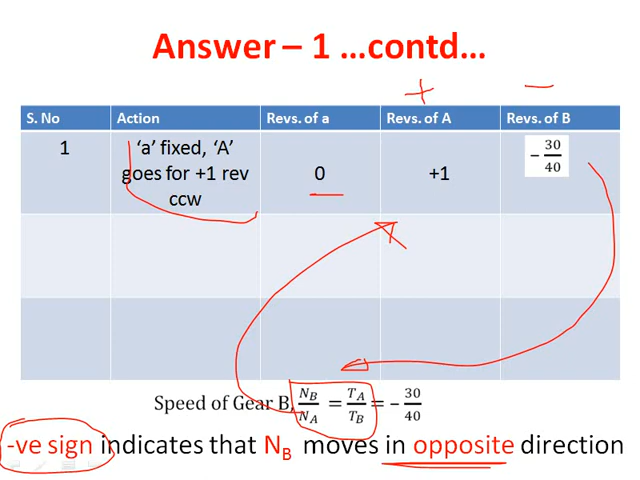 Answer – 1 ...contd...
+ −
S. No Action Revs. of a Revs. of A Revs. of B
1 'a' fixed, 'A' goes for +1 rev ccw 0 +1 − 30/40
Speed of Gear B, N_B/N_A = T_A/T_B = − 30/40
-ve sign indicates that N_B moves in opposite direction